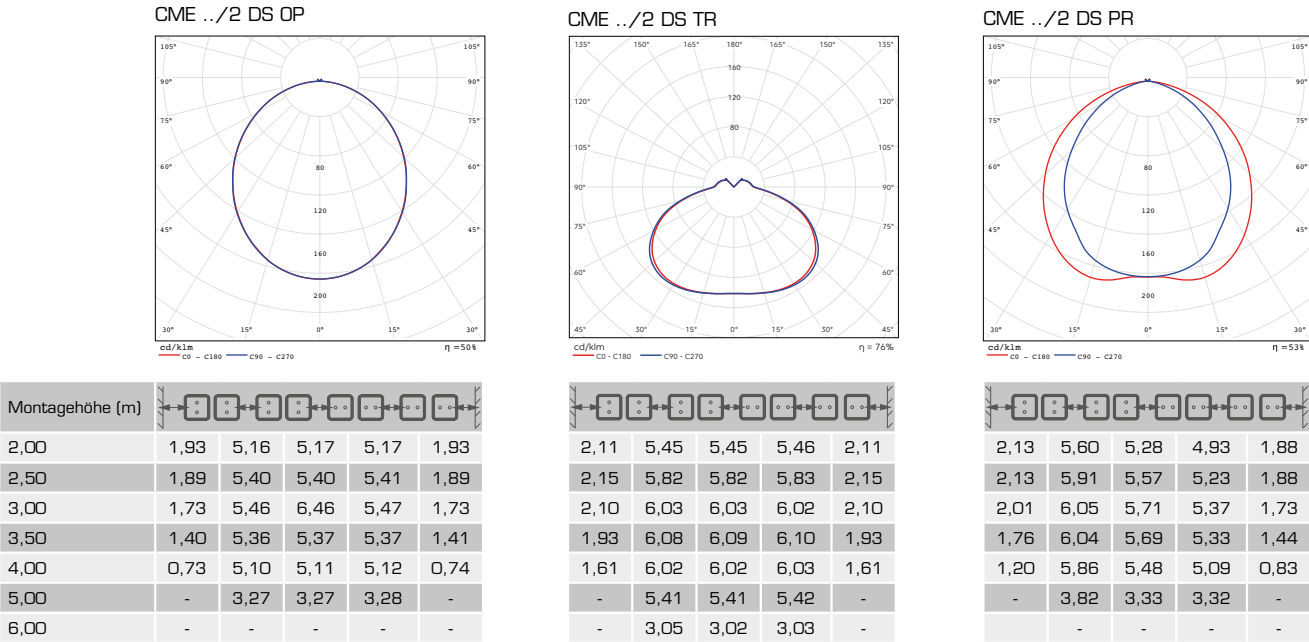 CME ../2 DS OP
105° 105°
90° 90°
75° 75°
60° 60°
45° 45°
30° 15° 0° 15° 30°
80
120
160
200
cd/klm η =50%
C0 - C180 C90 - C270
CME ../2 DS TR
135° 150° 165° 180° 165° 150° 135°
160
120
80
120° 120°
105° 105°
90° 90°
75° 75°
60° 60°
45° 30° 15° 0° 15° 30° 45°
cd/klm η = 76%
C0 - C180 C90 - C270
CME ../2 DS PR
105° 105°
90° 90°
75° 75°
60° 60°
45° 45°
30° 15° 0° 15° 30°
80
120
160
200
cd/klm η =53%
C0 - C180 C90 - C270
Montagehöhe (m)
2,00 1,93 5,16 5,17 5,17 1,93 2,11 5,45 5,45 5,46 2,11 2,13 5,60 5,28 4,93 1,88
2,50 1,89 5,40 5,40 5,41 1,89 2,15 5,82 5,82 5,83 2,15 2,13 5,91 5,57 5,23 1,88
3,00 1,73 5,46 6,46 5,47 1,73 2,10 6,03 6,03 6,02 2,10 2,01 6,05 5,71 5,37 1,73
3,50 1,40 5,36 5,37 5,37 1,41 1,93 6,08 6,09 6,10 1,93 1,76 6,04 5,69 5,33 1,44
4,00 0,73 5,10 5,11 5,12 0,74 1,61 6,02 6,02 6,03 1,61 1,20 5,86 5,48 5,09 0,83
5,00 - 3,27 3,27 3,28 - - 5,41 5,41 5,42 - - 3,82 3,33 3,32 -
6,00 - - - - - - 3,05 3,02 3,03 - - - - -